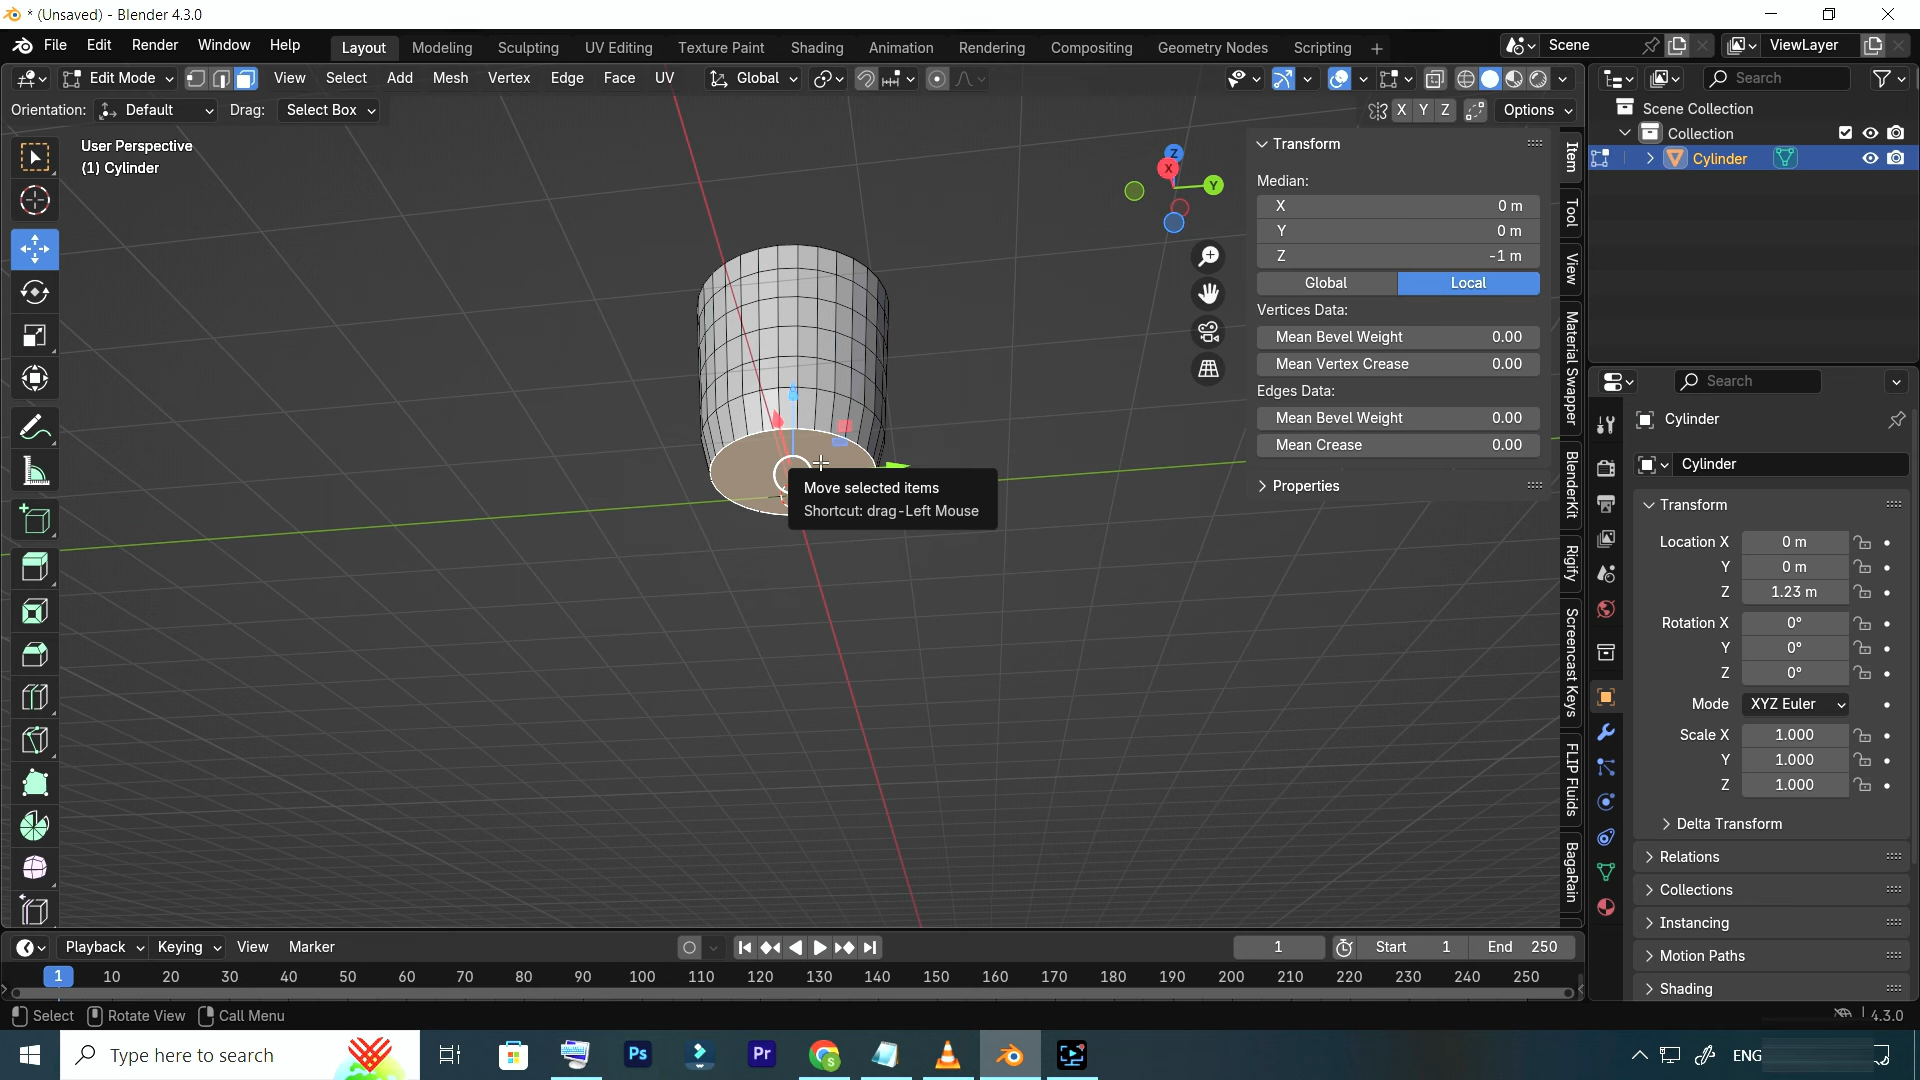 * (Unsaved) - Blender 4.3.0
File Edit Render Window Help Layout Modeling Sculpting UV Editing Texture Paint Shading Animation Rendering Compositing Geometry Nodes Scripting + Scene ViewLayer
Edit Mode View Select Add Mesh Vertex Edge Face UV Global Search
Orientation: Default Drag: Select Box X Y Z Options
User Perspective
(1) Cylinder
Z
X
Y
Move selected items
Shortcut: drag-Left Mouse
Transform
Median:
X 0 m
Y 0 m
Z -1 m
Global Local
Vertices Data:
Mean Bevel Weight 0.00
Mean Vertex Crease 0.00
Edges Data:
Mean Bevel Weight 0.00
Mean Crease 0.00
Properties
Item
Tool
View
Material Swapper
BlenderKit
Rigify
Screencast Keys
FLIP Fluids
BagaRain
Scene Collection
Collection
Cylinder
Search
Cylinder
Cylinder
Transform
Location X 0 m
Y 0 m
Z 1.23 m
Rotation X 0°
Y 0°
Z 0°
Mode XYZ Euler
Scale X 1.000
Y 1.000
Z 1.000
Delta Transform
Relations
Collections
Instancing
Motion Paths
Shading
Playback Keying View Marker 1 Start 1 End 250
1 10 20 30 40 50 60 70 80 90 100 110 120 130 140 150 160 170 180 190 200 210 220 230 240 250
Select Rotate View Call Menu 4.3.0
Type here to search Ps Pr S ENG